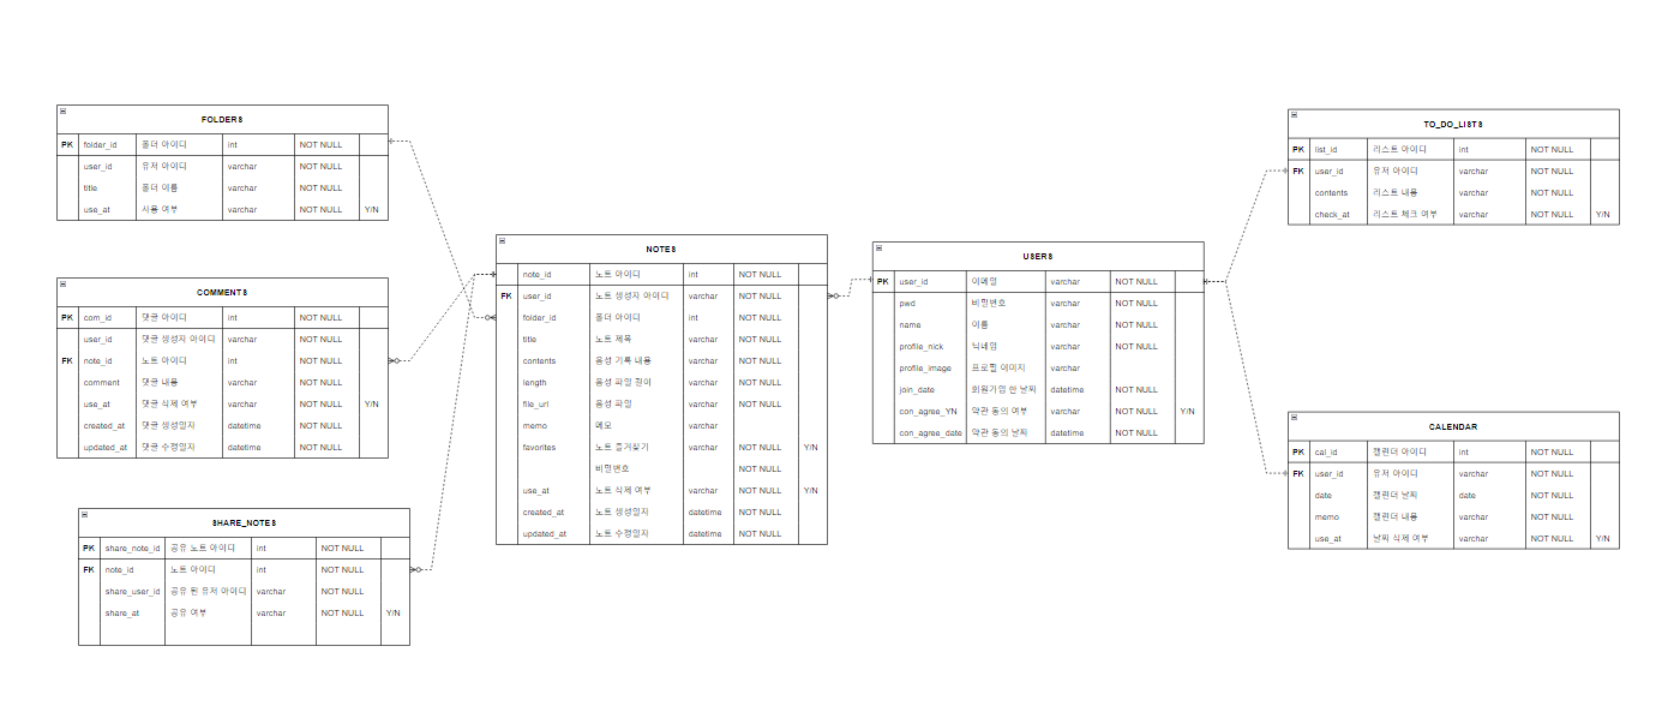 FOLDERS
PK folder_id 폴더 아이디 int NOT NULL
user_id 유저 아이디 varchar NOT NULL
title 폴더 이름 varchar NOT NULL
use_at 사용 여부 varchar NOT NULL Y/N
COMMENTS
PK com_id 댓글 아이디 int NOT NULL
user_id 댓글 생성자 아이디 varchar NOT NULL
FK note_id 노트 아이디 int NOT NULL
comment 댓글 내용 varchar NOT NULL
use_at 댓글 삭제 여부 varchar NOT NULL Y/N
created_at 댓글 생성일자 datetime NOT NULL
updated_at 댓글 수정일자 datetime NOT NULL
SHARE_NOTES
PK share_note_id 공유 노트 아이디 int NOT NULL
FK note_id 노트 아이디 int NOT NULL
share_user_id 공유 된 유저 아이디 varchar NOT NULL
share_at 공유 여부 varchar NOT NULL Y/N
NOTES
note_id 노트 아이디 int NOT NULL
FK user_id 노트 생성자 아이디 varchar NOT NULL
folder_id 폴더 아이디 int NOT NULL
title 노트 제목 varchar NOT NULL
contents 음성 기록 내용 varchar NOT NULL
length 음성 파일 길이 varchar NOT NULL
file_url 음성 파일 varchar NOT NULL
memo 메모 varchar
favorites 노트 즐겨찾기 varchar NOT NULL Y/N
비밀번호 NOT NULL
use_at 노트 삭제 여부 varchar NOT NULL Y/N
created_at 노트 생성일자 datetime NOT NULL
updated_at 노트 수정일자 datetime NOT NULL
USERS
PK user_id 이메일 varchar NOT NULL
pwd 비밀번호 varchar NOT NULL
name 이름 varchar NOT NULL
profile_nick 닉네임 varchar NOT NULL
profile_image 프로필 이미지 varchar
join_date 회원가입 한 날짜 datetime NOT NULL
con_agree_YN 약관 동의 여부 varchar NOT NULL Y/N
con_agree_date 약관 동의 날짜 datetime NOT NULL
TO_DO_LISTS
PK list_id 리스트 아이디 int NOT NULL
FK user_id 유저 아이디 varchar NOT NULL
contents 리스트 내용 varchar NOT NULL
check_at 리스트 체크 여부 varchar NOT NULL Y/N
CALENDAR
PK cal_id 캘린더 아이디 int NOT NULL
FK user_id 유저 아이디 varchar NOT NULL
date 캘린더 날짜 date NOT NULL
memo 캘린더 내용 varchar NOT NULL
use_at 날짜 삭제 여부 varchar NOT NULL Y/N